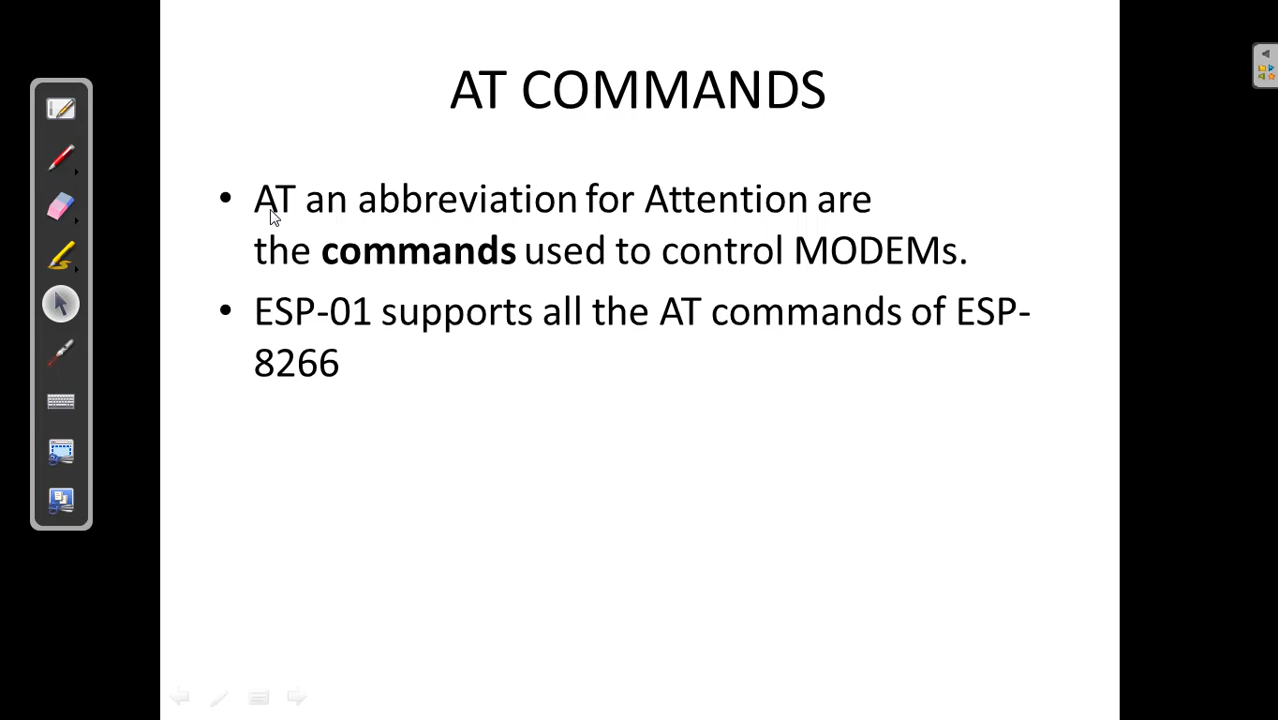 AT COMMANDS
• AT an abbreviation for Attention are
the commands used to control MODEMs.
• ESP-01 supports all the AT commands of ESP-
8266